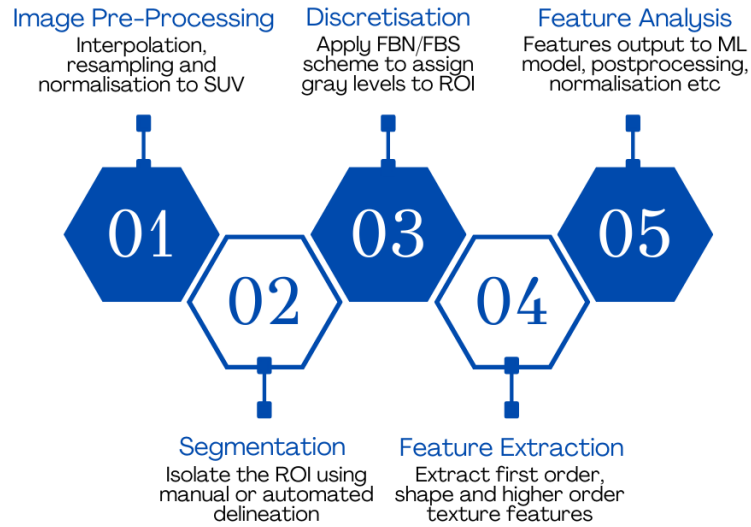 Image Pre-Processing
Interpolation,
resampling and
normalisation to SUV
Discretisation
Apply FBN/FBS
scheme to assign
gray levels to ROI
Feature Analysis
Features output to ML
model, postprocessing,
normalisation etc
01
02
03
04
05
Segmentation
Isolate the ROI using
manual or automated
delineation
Feature Extraction
Extract first order,
shape and higher order
texture features